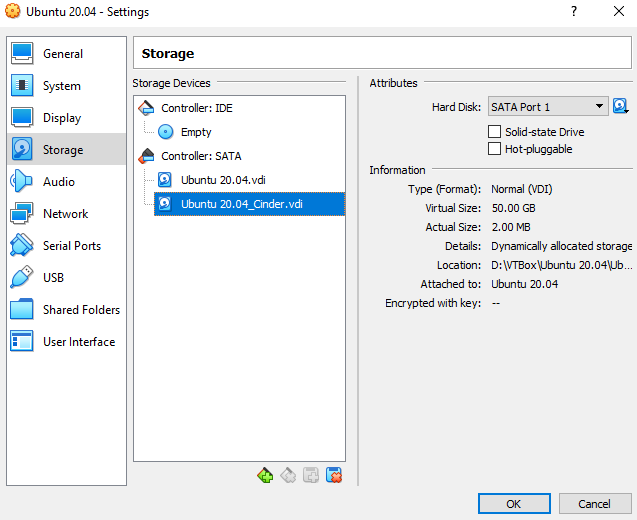 Ubuntu 20.04 - Settings
?
General
System
Display
Storage
Audio
Network
Serial Ports
USB
Shared Folders
User Interface
Storage
Storage Devices
Controller: IDE
Empty
Controller: SATA
Ubuntu 20.04.vdi
Ubuntu 20.04_Cinder.vdi
Attributes
Hard Disk: SATA Port 1
Solid-state Drive
Hot-pluggable
Information
Type (Format): Normal (VDI)
Virtual Size: 50.00 GB
Actual Size: 2.00 MB
Details: Dynamically allocated storage
Location: D:\VTBox\Ubuntu 20.04\Ub...
Attached to: Ubuntu 20.04
Encrypted with key: --
OK
Cancel